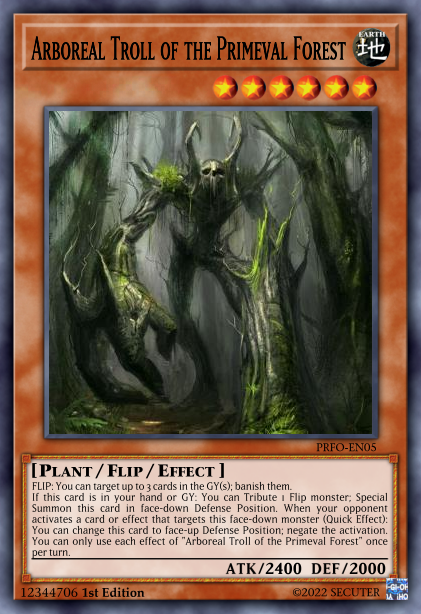 ARBOREAL TROLL OF THE PRIMEVAL FOREST
EARTH
地
PRFO-EN05
[PLANT / FLIP / EFFECT ]
FLIP: You can target up to 3 cards in the GY(s); banish them.
If this card is in your hand or GY: You can Tribute 1 Flip monster; Special
Summon this card in face-down Defense Position. When your opponent
activates a card or effect that targets this face-down monster (Quick Effect):
You can change this card to face-up Defense Position; negate the activation.
You can only use each effect of "Arboreal Troll of the Primeval Forest" once
per turn.
ATK/2400 DEF/2000
12344706 1st Edition
©2022 SECUTER